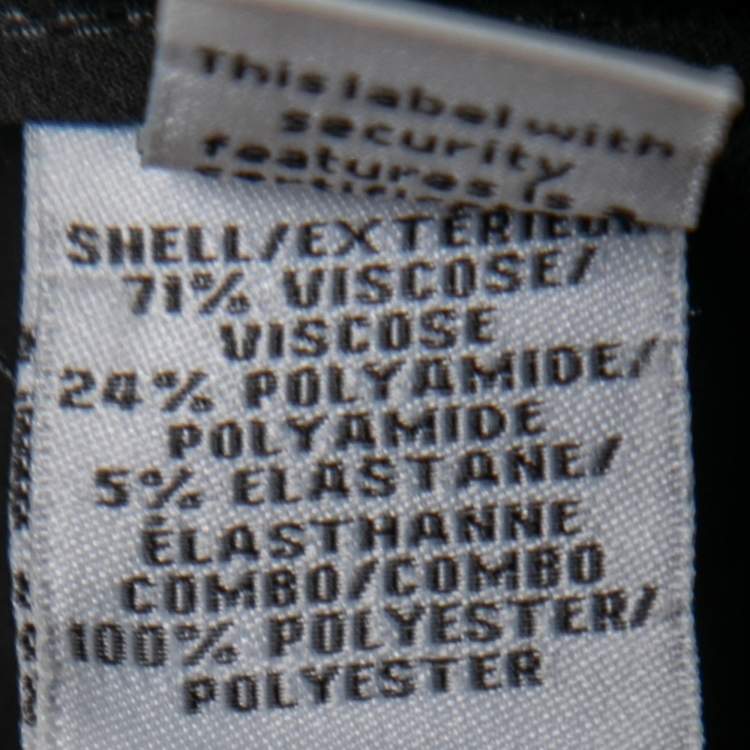 This label with
security
features is a
SHELL/EXTÉRIEUR
71% VISCOSE/
VISCOSE
24% POLYAMIDE/
POLYAMIDE
5% ELASTANE/
ÉLASTHANNE
COMBO/COMBO
100% POLYESTER/
POLYESTER